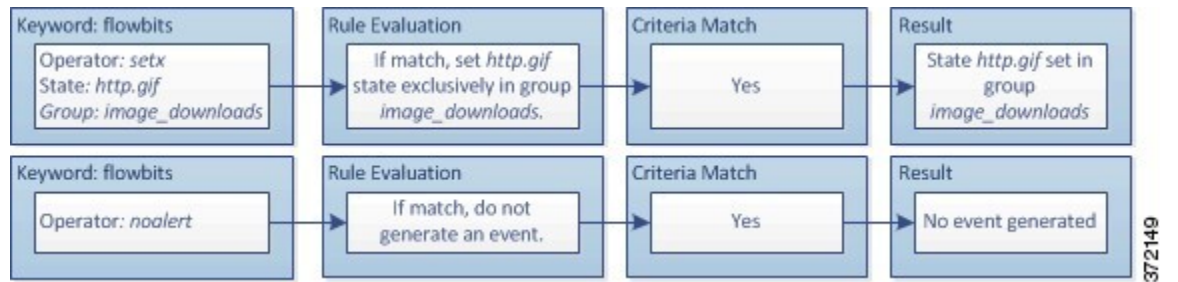 Keyword: flowbits
Operator: setx
State: http.gif
Group: image_downloads
Rule Evaluation
If match, set http.gif
state exclusively in group
image_downloads.
Criteria Match
Yes
Result
State http.gif set in
group
image_downloads
Keyword: flowbits
Operator: noalert
Rule Evaluation
If match, do not
generate an event.
Criteria Match
Yes
Result
No event generated
372149